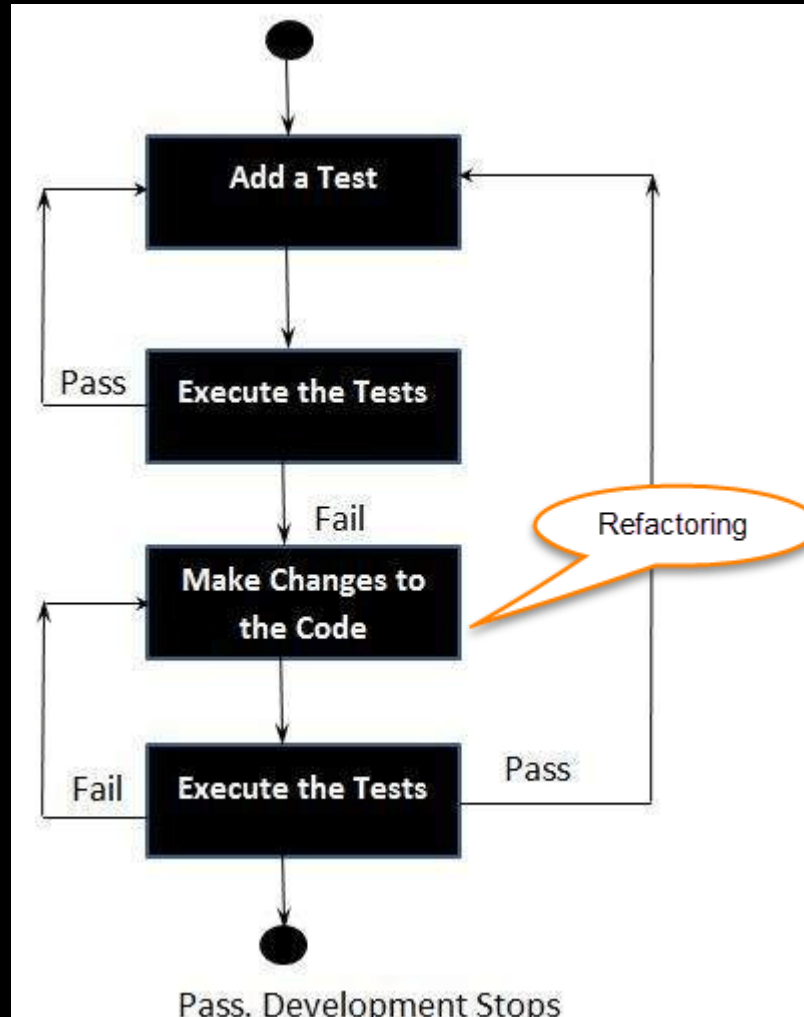 Add a Test
Pass
Execute the Tests
Fail
Refactoring
Make Changes to
the Code
Fail
Execute the Tests
Pass
Pass. Development Stops